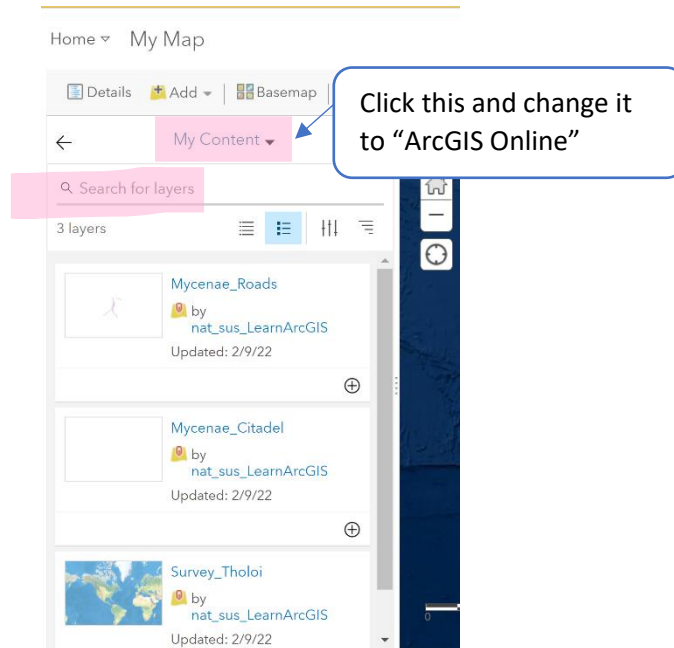 Home My Map
Details Add Basemap
Click this and change it
to “ArcGIS Online”
My Content
Search for layers
3 layers
Mycenae_Roads
by
nat_sus_LearnArcGIS
Updated: 2/9/22
Mycenae_Citadel
by
nat_sus_LearnArcGIS
Updated: 2/9/22
Survey_Tholoi
by
nat_sus_LearnArcGIS
Updated: 2/9/22
0